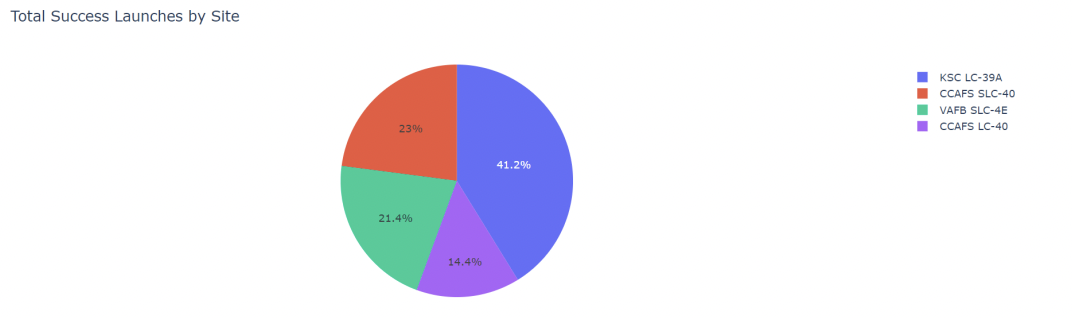 Total Success Launches by Site
KSC LC-39A
CCAFS SLC-40
VAFB SLC-4E
CCAFS LC-40
23%
41.2%
21.4%
14.4%